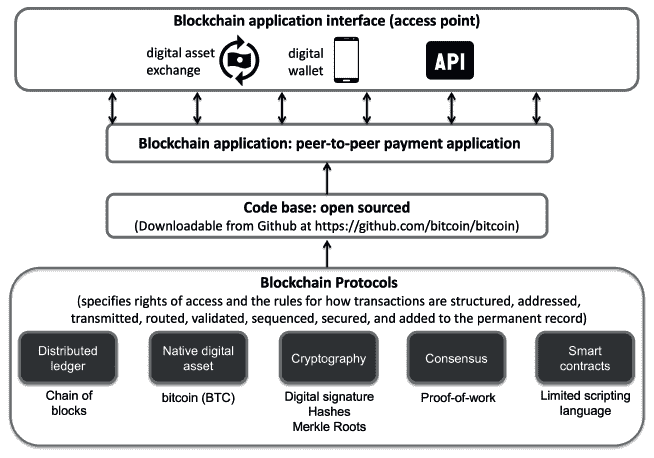 Blockchain application interface (access point)
digital asset
exchange
digital
wallet
API
Blockchain application: peer-to-peer payment application
Code base: open sourced
(Downloadable from Github at https://github.com/bitcoin/bitcoin)
Blockchain Protocols
(specifies rights of access and the rules for how transactions are structured, addressed,
transmitted, routed, validated, sequenced, secured, and added to the permanent record)
Distributed
ledger
Chain of
blocks
Native digital
asset
bitcoin (BTC)
Cryptography
Digital signature
Hashes
Merkle Roots
Consensus
Proof-of-work
Smart
contracts
Limited scripting
language